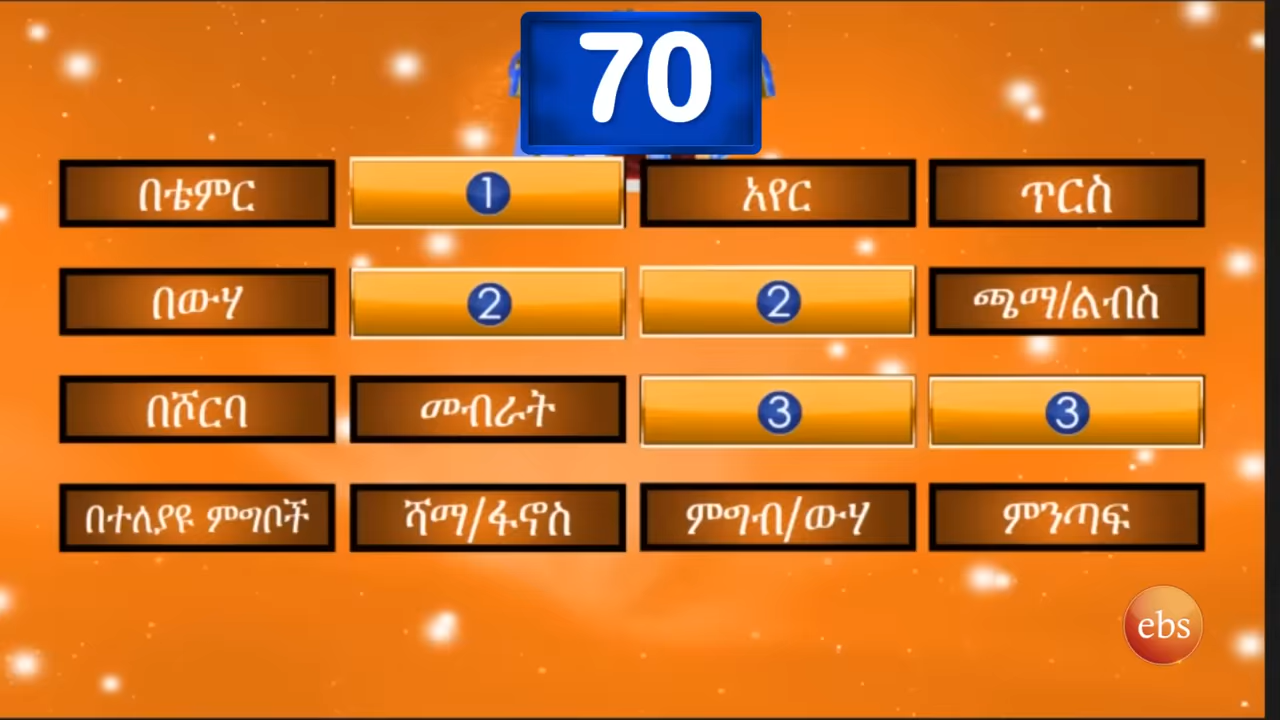 70
በቴምር 1 አየር ጥርስ
በውሃ 2 2 ጫማ/ልብስ
በሾርባ መብራት 3 3
በተለያዩ ምግቦች ሻማ/ፋኖስ ምግብ/ውሃ ምንጣፍ
ebs